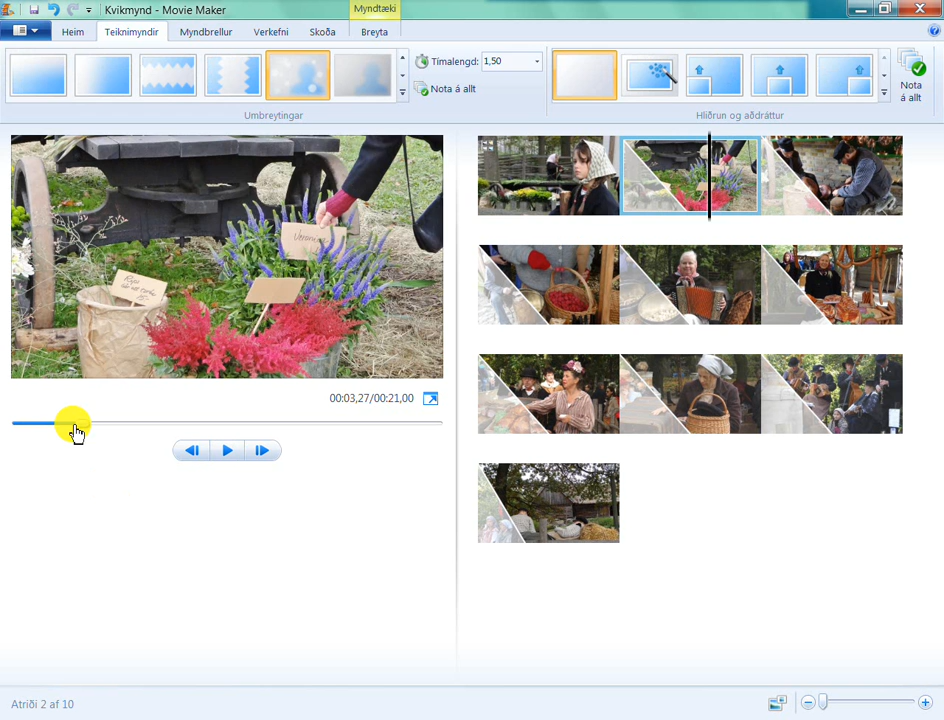 Kvikmynd - Movie Maker
Myndtæki
Heim
Teiknimyndir
Myndbrellur
Verkefni
Skoða
Breyta
Tímalengd: 1,50
Nota á allt
Umbreytingar
Hliðrun og aðdráttur
Nota
á allt
00:03,27/00:21,00
Atriði 2 af 10